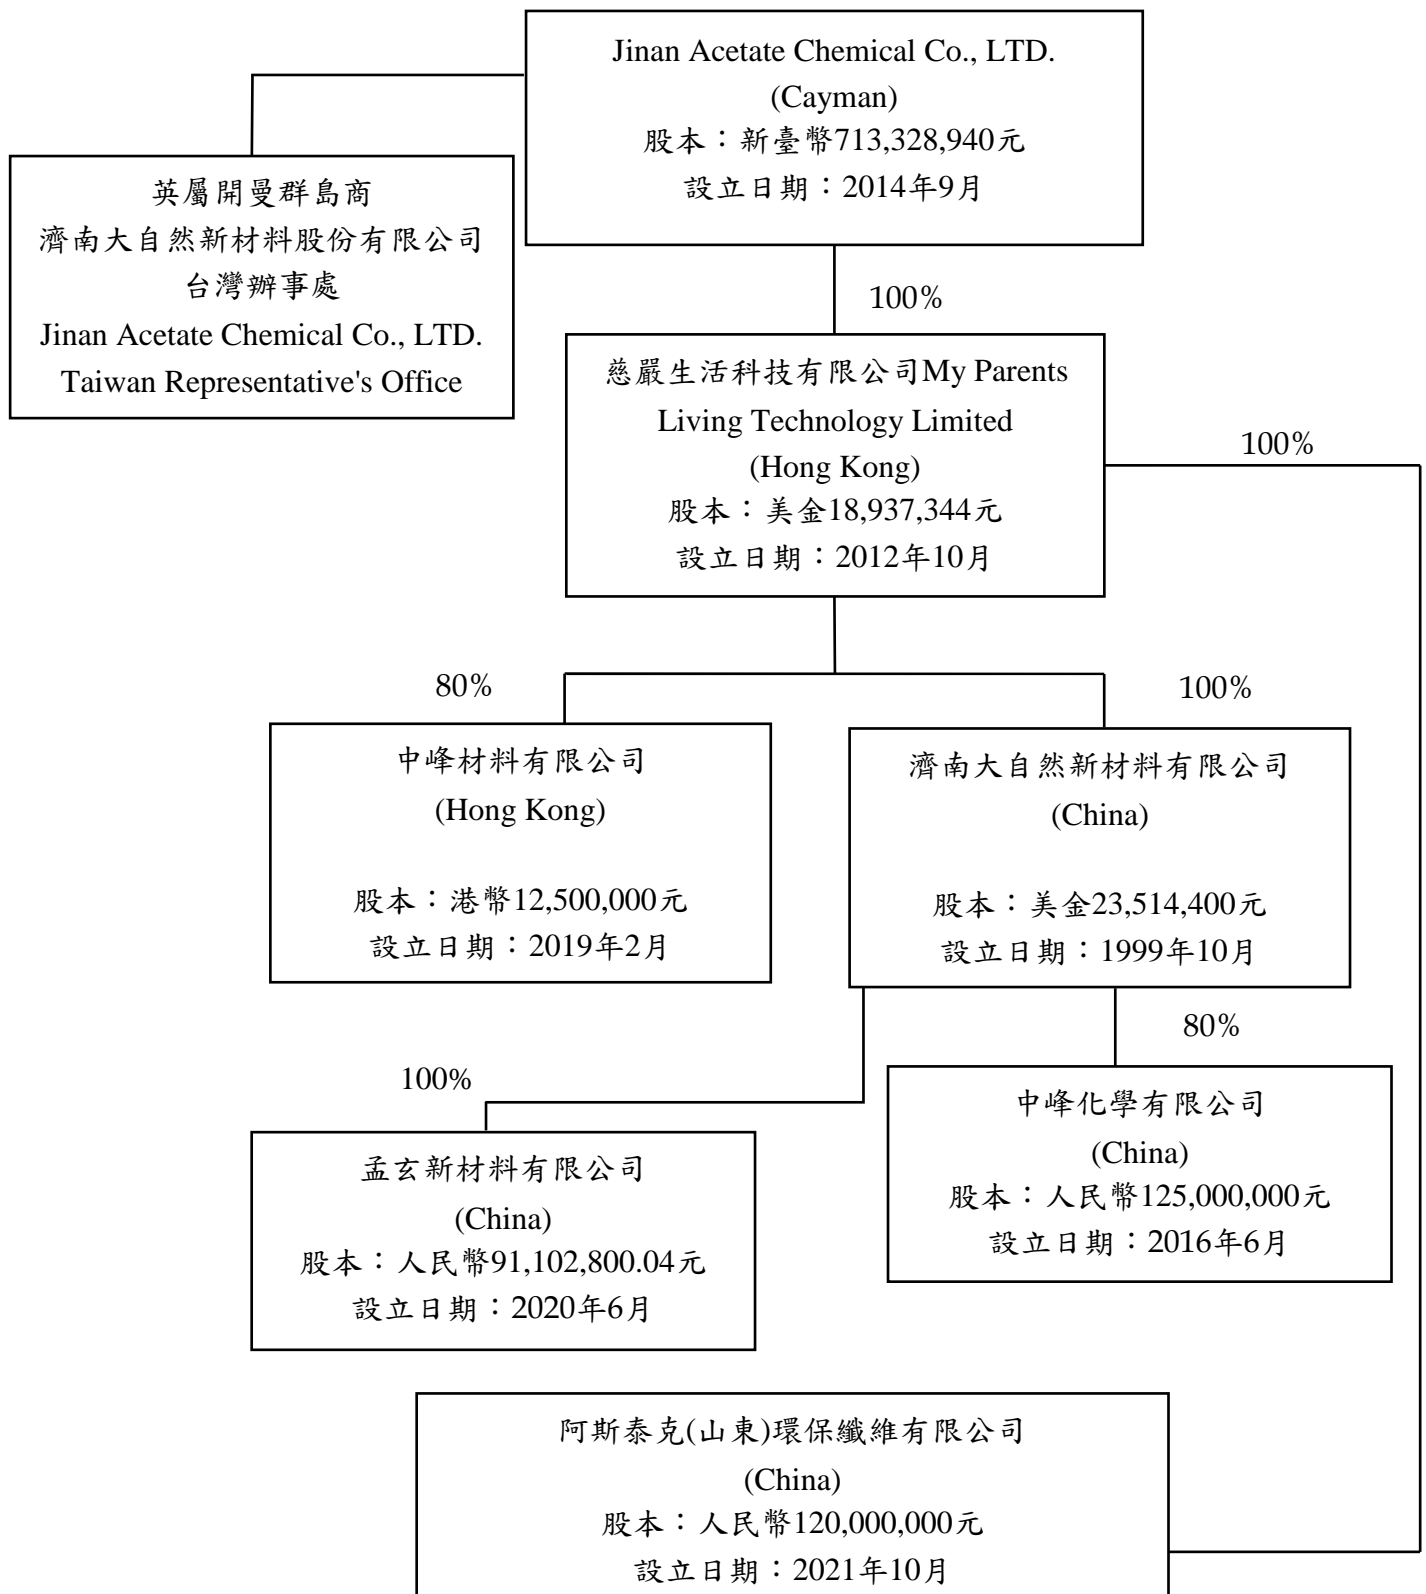 Jinan Acetate Chemical Co., LTD.
(Cayman)
股本：新臺幣713,328,940元
設立日期：2014年9月
英屬開曼群島商
濟南大自然新材料股份有限公司
台灣辦事處
Jinan Acetate Chemical Co., LTD.
Taiwan Representative's Office
100%
慈嚴生活科技有限公司My Parents
Living Technology Limited
(Hong Kong)
股本：美金18,937,344元
設立日期：2012年10月
100%
80%
100%
中峰材料有限公司
(Hong Kong)
股本：港幣12,500,000元
設立日期：2019年2月
濟南大自然新材料有限公司
(China)
股本：美金23,514,400元
設立日期：1999年10月
80%
100%
中峰化學有限公司
(China)
股本：人民幣125,000,000元
設立日期：2016年6月
孟玄新材料有限公司
(China)
股本：人民幣91,102,800.04元
設立日期：2020年6月
阿斯泰克(山東)環保纖維有限公司
(China)
股本：人民幣120,000,000元
設立日期：2021年10月